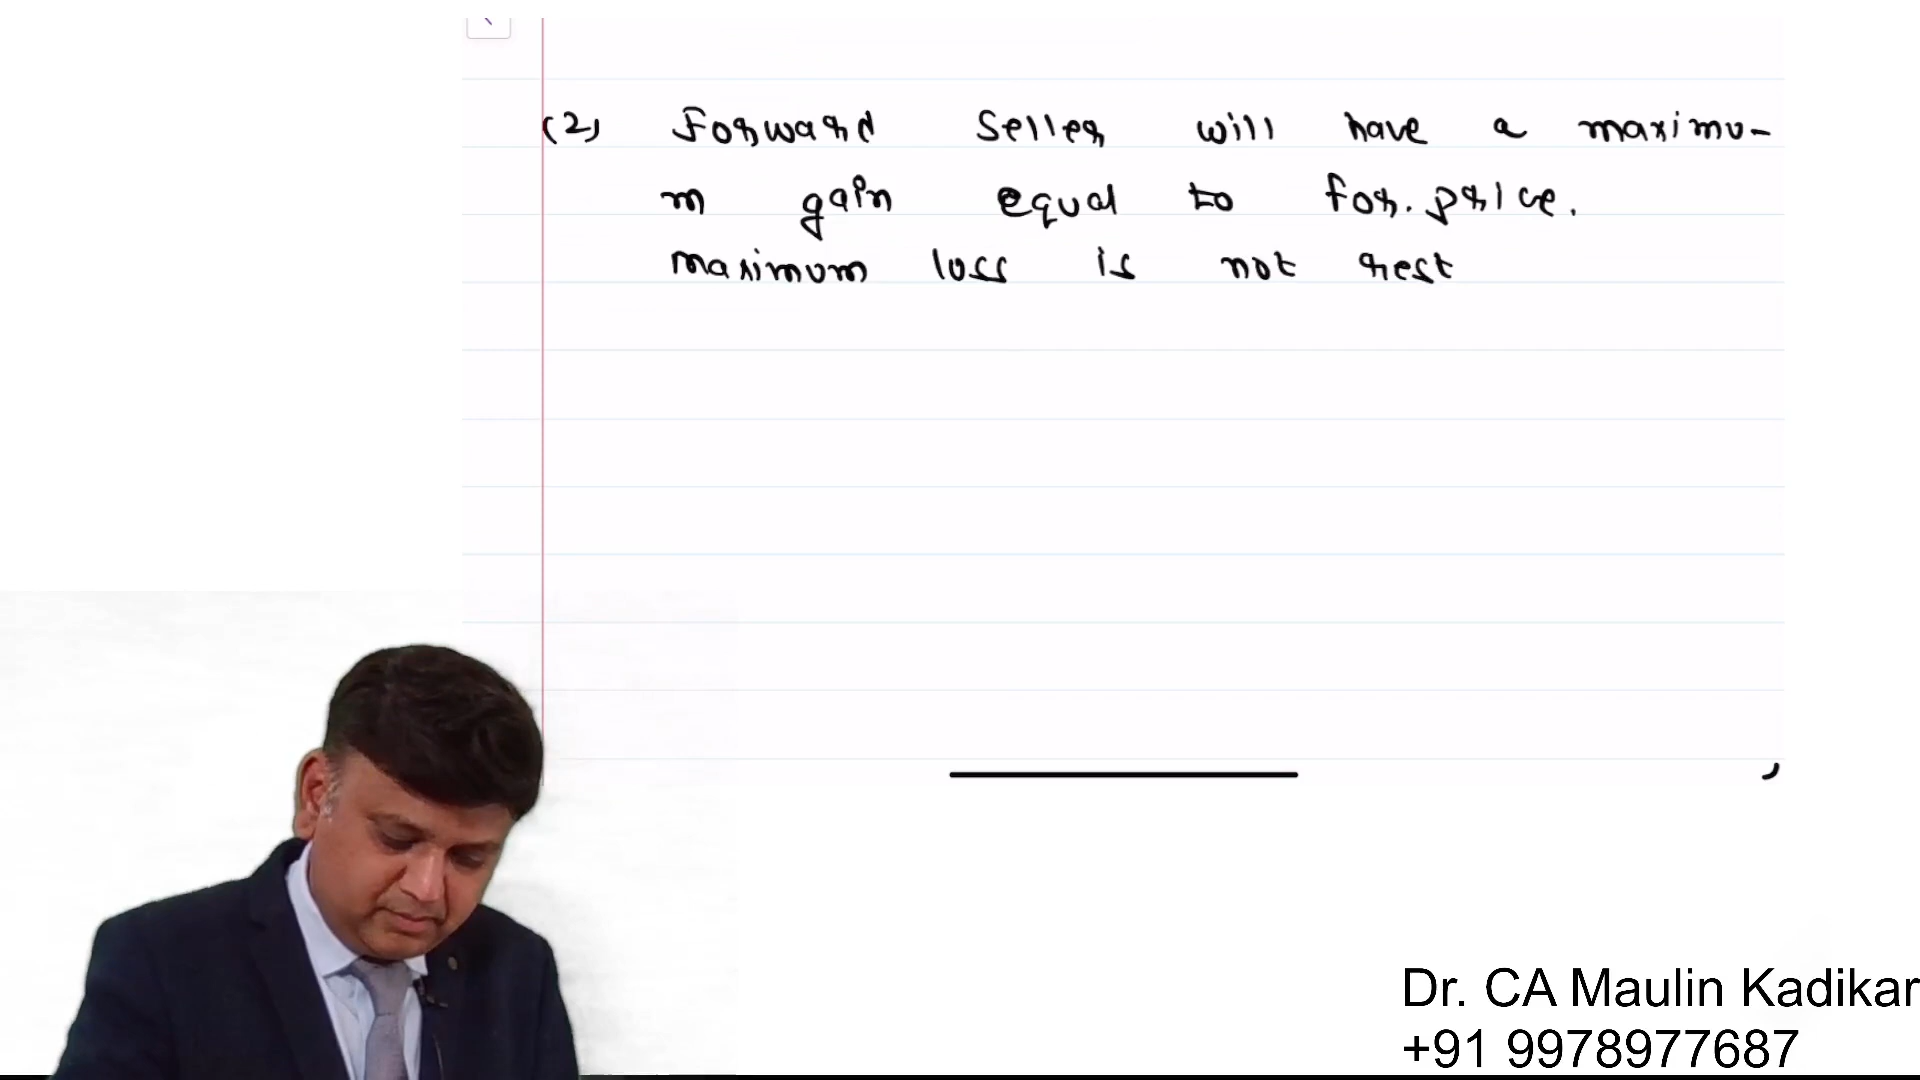 (2) Forward Seller will have a maximu-
m gain equal to for. price.
maximum loss is not rest
Dr. CA Maulin Kadikar
+91 9978977687